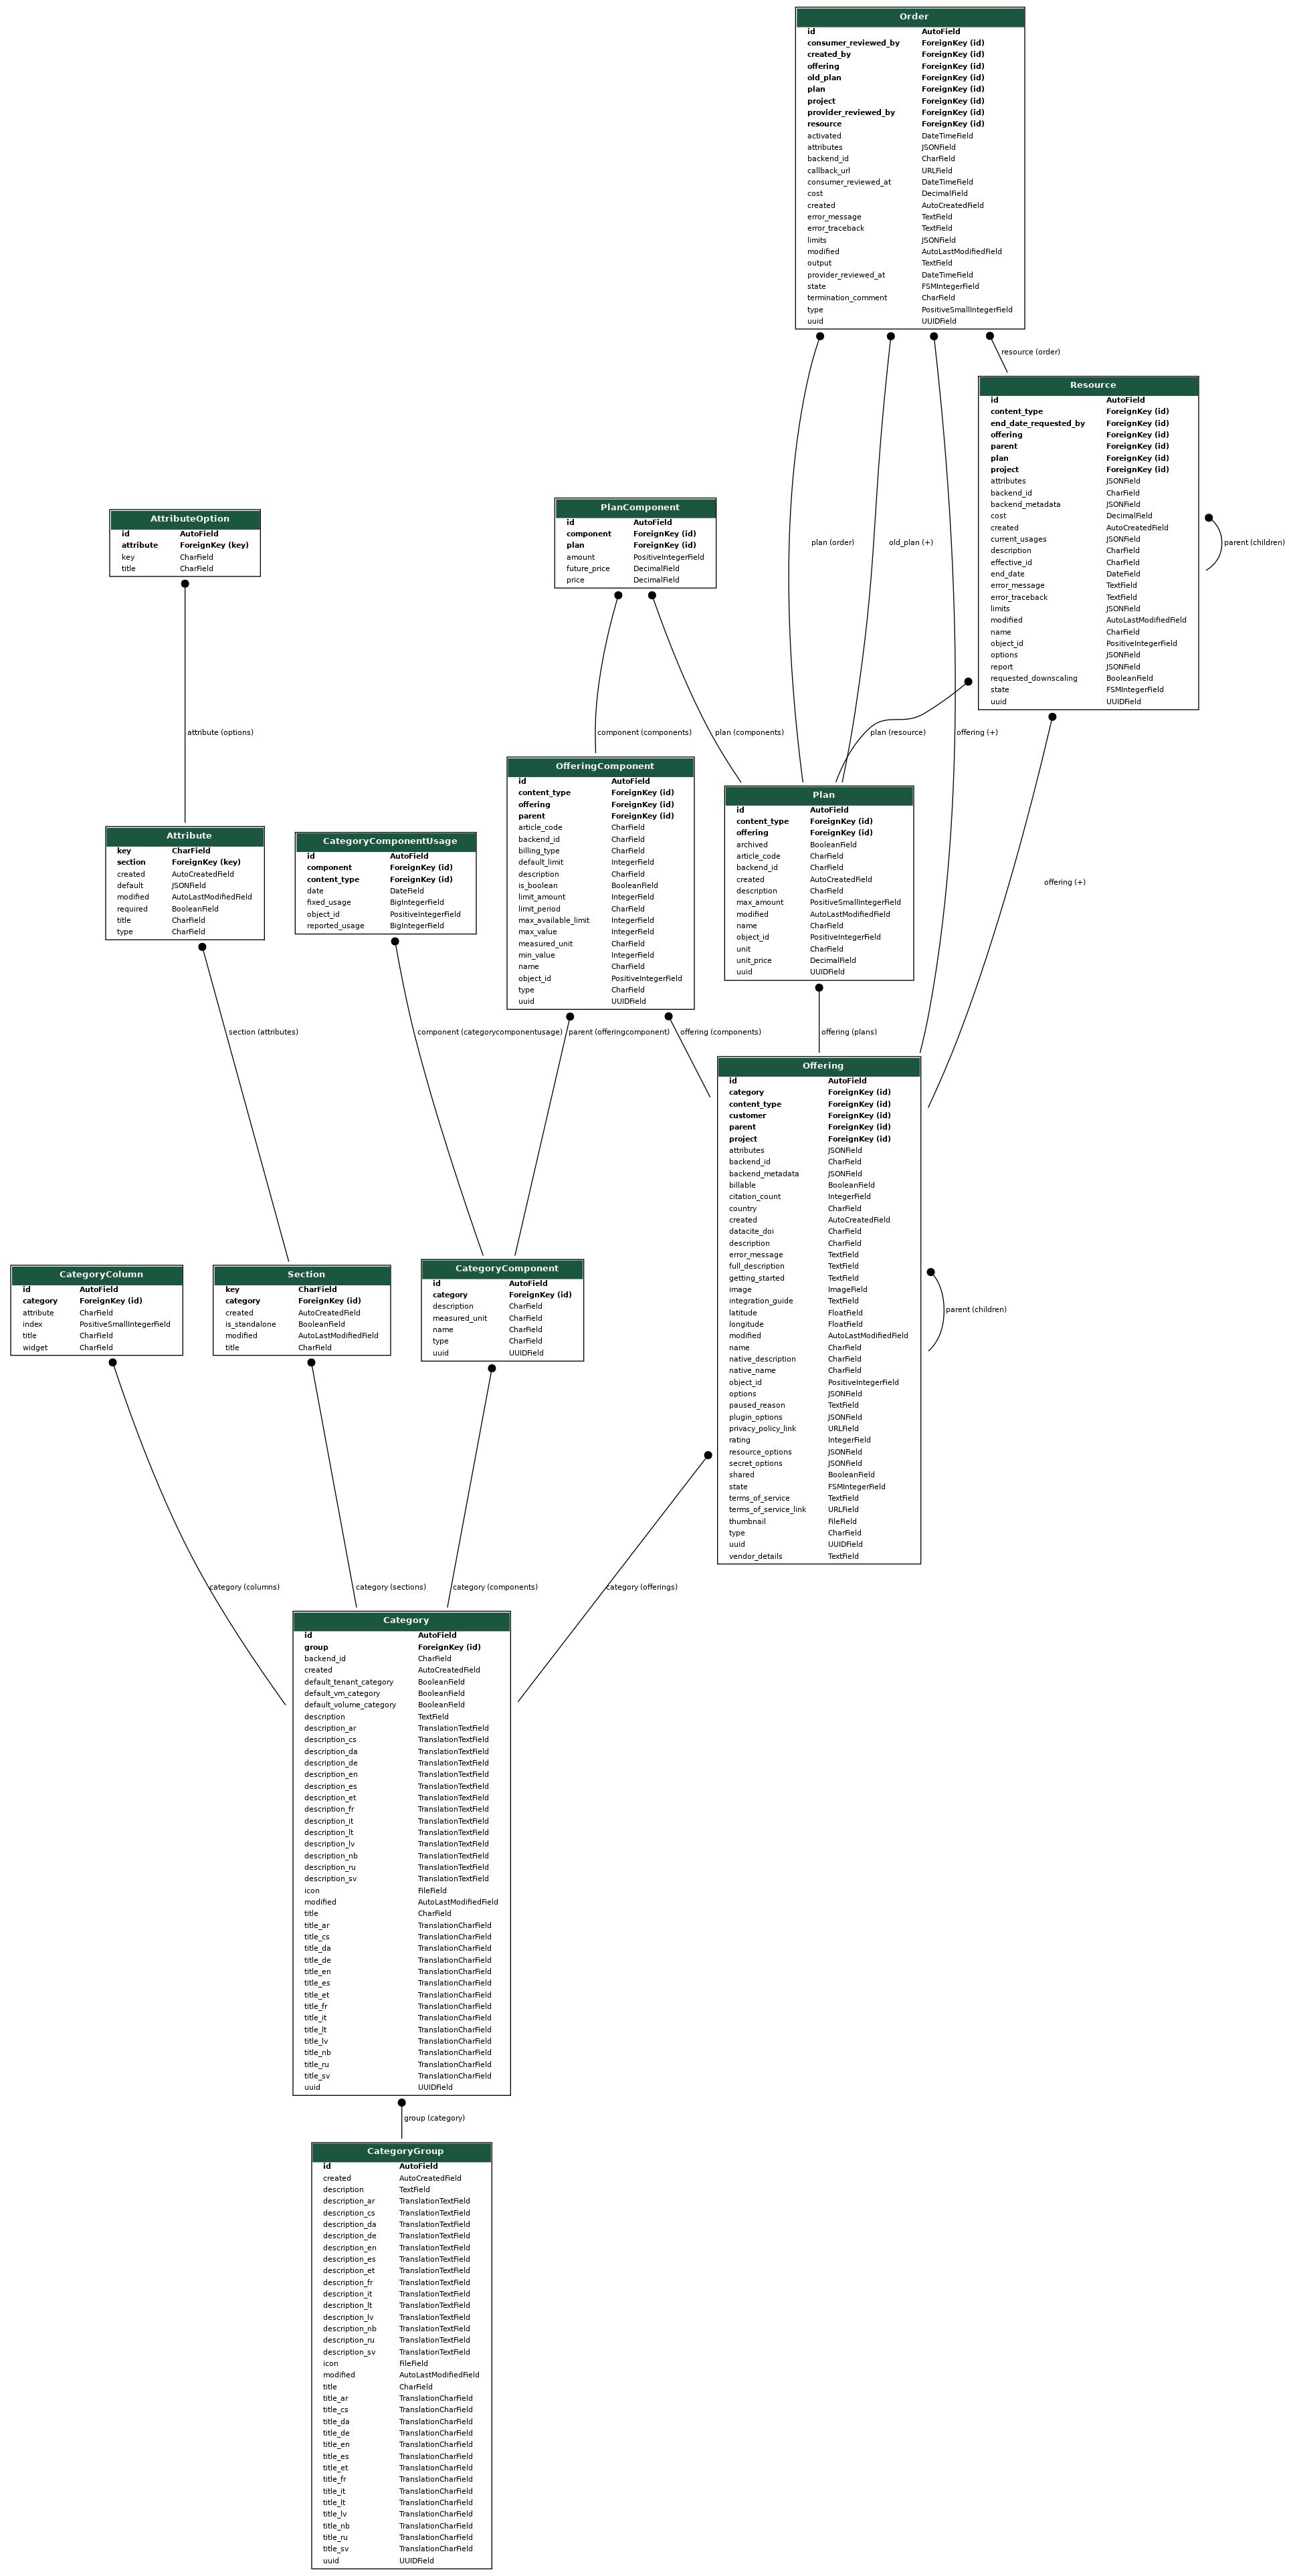 Order
id AutoField
consumer_reviewed_by ForeignKey (id)
created_by ForeignKey (id)
offering ForeignKey (id)
old_plan ForeignKey (id)
plan ForeignKey (id)
project ForeignKey (id)
provider_reviewed_by ForeignKey (id)
resource ForeignKey (id)
activated DateTimeField
attributes JSONField
backend_id CharField
callback_url URLField
consumer_reviewed_at DateTimeField
cost DecimalField
created AutoCreatedField
error_message TextField
error_traceback TextField
limits JSONField
modified AutoLastModifiedField
output TextField
provider_reviewed_at DateTimeField
state FSMIntegerField
termination_comment CharField
type PositiveSmallIntegerField
uuid UUIDField
resource (order)
Resource
id AutoField
content_type ForeignKey (id)
end_date_requested_by ForeignKey (id)
offering ForeignKey (id)
parent ForeignKey (id)
plan ForeignKey (id)
project ForeignKey (id)
attributes JSONField
backend_id CharField
backend_metadata JSONField
cost DecimalField
created AutoCreatedField
current_usages JSONField
description CharField
effective_id CharField
end_date DateField
error_message TextField
error_traceback TextField
limits JSONField
modified AutoLastModifiedField
name CharField
object_id PositiveIntegerField
options JSONField
report JSONField
requested_downscaling BooleanField
state FSMIntegerField
uuid UUIDField
parent (children)
AttributeOption
id AutoField
attribute ForeignKey (key)
key CharField
title CharField
PlanComponent
id AutoField
component ForeignKey (id)
plan ForeignKey (id)
amount PositiveIntegerField
future_price DecimalField
price DecimalField
plan (order)
old_plan (+)
attribute (options)
component (components)
plan (components)
plan (resource)
offering (+)
Attribute
key CharField
section ForeignKey (key)
created AutoCreatedField
default JSONField
modified AutoLastModifiedField
required BooleanField
title CharField
type CharField
CategoryComponentUsage
id AutoField
component ForeignKey (id)
content_type ForeignKey (id)
date DateField
fixed_usage BigIntegerField
object_id PositiveIntegerField
reported_usage BigIntegerField
OfferingComponent
id AutoField
content_type ForeignKey (id)
offering ForeignKey (id)
parent ForeignKey (id)
article_code CharField
backend_id CharField
billing_type CharField
default_limit IntegerField
description CharField
is_boolean BooleanField
limit_amount IntegerField
limit_period CharField
max_available_limit IntegerField
max_value IntegerField
measured_unit CharField
min_value IntegerField
name CharField
object_id PositiveIntegerField
type CharField
uuid UUIDField
Plan
id AutoField
content_type ForeignKey (id)
offering ForeignKey (id)
archived BooleanField
article_code CharField
backend_id CharField
created AutoCreatedField
description CharField
max_amount PositiveSmallIntegerField
modified AutoLastModifiedField
name CharField
object_id PositiveIntegerField
unit CharField
unit_price DecimalField
uuid UUIDField
offering (+)
section (attributes)
component (categorycomponentusage)
parent (offeringcomponent)
offering (components)
offering (plans)
Offering
id AutoField
category ForeignKey (id)
content_type ForeignKey (id)
customer ForeignKey (id)
parent ForeignKey (id)
project ForeignKey (id)
attributes JSONField
backend_id CharField
backend_metadata JSONField
billable BooleanField
citation_count IntegerField
country CharField
created AutoCreatedField
datacite_doi CharField
description CharField
error_message TextField
full_description TextField
getting_started TextField
image ImageField
integration_guide TextField
latitude FloatField
longitude FloatField
modified AutoLastModifiedField
name CharField
native_description CharField
native_name CharField
object_id PositiveIntegerField
options JSONField
paused_reason TextField
plugin_options JSONField
privacy_policy_link URLField
rating IntegerField
resource_options JSONField
secret_options JSONField
shared BooleanField
state FSMIntegerField
terms_of_service TextField
terms_of_service_link URLField
thumbnail FileField
type CharField
uuid UUIDField
vendor_details TextField
parent (children)
CategoryColumn
id AutoField
category ForeignKey (id)
attribute CharField
index PositiveSmallIntegerField
title CharField
widget CharField
Section
key CharField
category ForeignKey (id)
created AutoCreatedField
is_standalone BooleanField
modified AutoLastModifiedField
title CharField
CategoryComponent
id AutoField
category ForeignKey (id)
description CharField
measured_unit CharField
name CharField
type CharField
uuid UUIDField
category (columns)
category (sections)
category (components)
category (offerings)
Category
id AutoField
group ForeignKey (id)
backend_id CharField
created AutoCreatedField
default_tenant_category BooleanField
default_vm_category BooleanField
default_volume_category BooleanField
description TextField
description_ar TranslationTextField
description_cs TranslationTextField
description_da TranslationTextField
description_de TranslationTextField
description_en TranslationTextField
description_es TranslationTextField
description_et TranslationTextField
description_fr TranslationTextField
description_it TranslationTextField
description_lt TranslationTextField
description_lv TranslationTextField
description_nb TranslationTextField
description_ru TranslationTextField
description_sv TranslationTextField
icon FileField
modified AutoLastModifiedField
title CharField
title_ar TranslationCharField
title_cs TranslationCharField
title_da TranslationCharField
title_de TranslationCharField
title_en TranslationCharField
title_es TranslationCharField
title_et TranslationCharField
title_fr TranslationCharField
title_it TranslationCharField
title_lt TranslationCharField
title_lv TranslationCharField
title_nb TranslationCharField
title_ru TranslationCharField
title_sv TranslationCharField
uuid UUIDField
group (category)
CategoryGroup
id AutoField
created AutoCreatedField
description TextField
description_ar TranslationTextField
description_cs TranslationTextField
description_da TranslationTextField
description_de TranslationTextField
description_en TranslationTextField
description_es TranslationTextField
description_et TranslationTextField
description_fr TranslationTextField
description_it TranslationTextField
description_lt TranslationTextField
description_lv TranslationTextField
description_nb TranslationTextField
description_ru TranslationTextField
description_sv TranslationTextField
icon FileField
modified AutoLastModifiedField
title CharField
title_ar TranslationCharField
title_cs TranslationCharField
title_da TranslationCharField
title_de TranslationCharField
title_en TranslationCharField
title_es TranslationCharField
title_et TranslationCharField
title_fr TranslationCharField
title_it TranslationCharField
title_lt TranslationCharField
title_lv TranslationCharField
title_nb TranslationCharField
title_ru TranslationCharField
title_sv TranslationCharField
uuid UUIDField